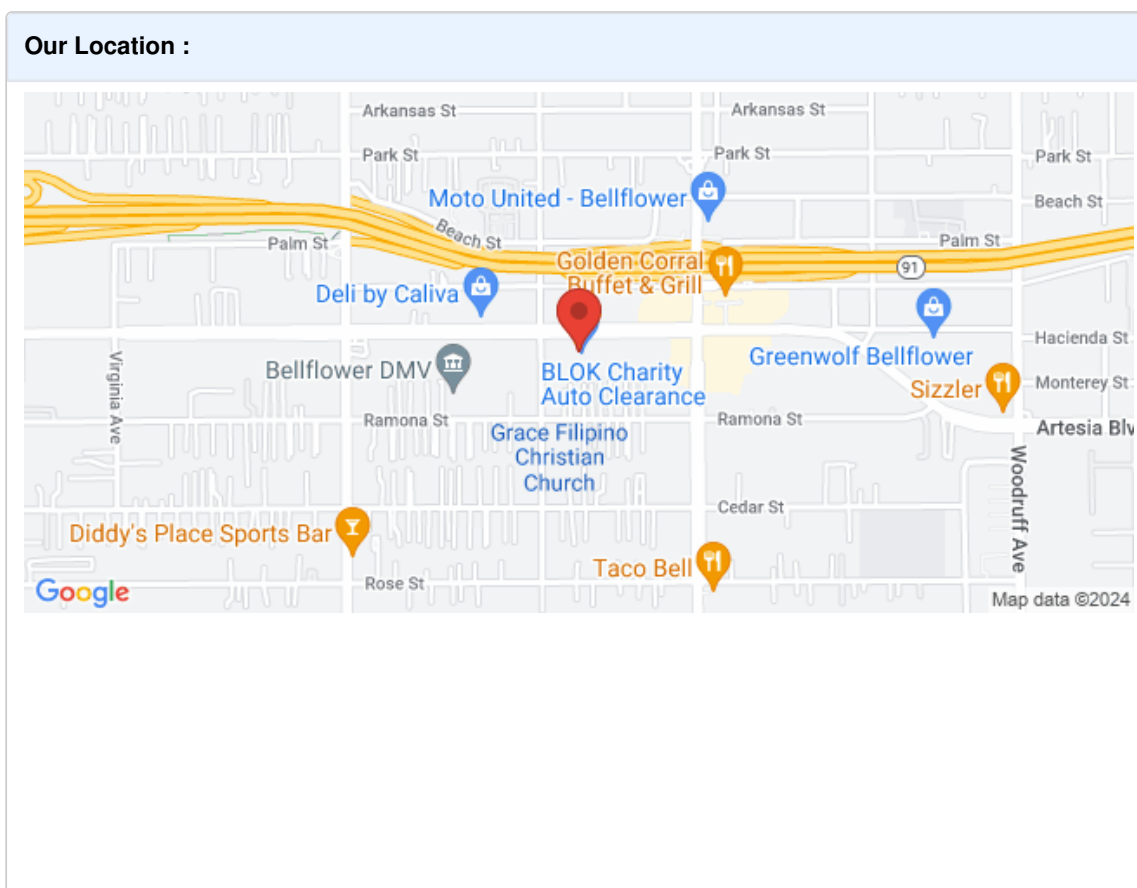 Our Location :
Arkansas St
Arkansas St
Park St
Park St
Park St
Moto United - Bellflower
Beach St
Beach St
Palm St
Palm St
Golden Corral
Buffet & Grill
91
Deli by Caliva
Hacienda St
Greenwolf Bellflower
Bellflower DMV
BLOK Charity
Auto Clearance
Monterey St
Sizzler
Virginia Ave
Ramona St
Ramona St
Artesia Blv
Grace Filipino
Christian
Church
Woodruff Ave
Cedar St
Diddy's Place Sports Bar
Taco Bell
Rose St
Google
Map data ©2024